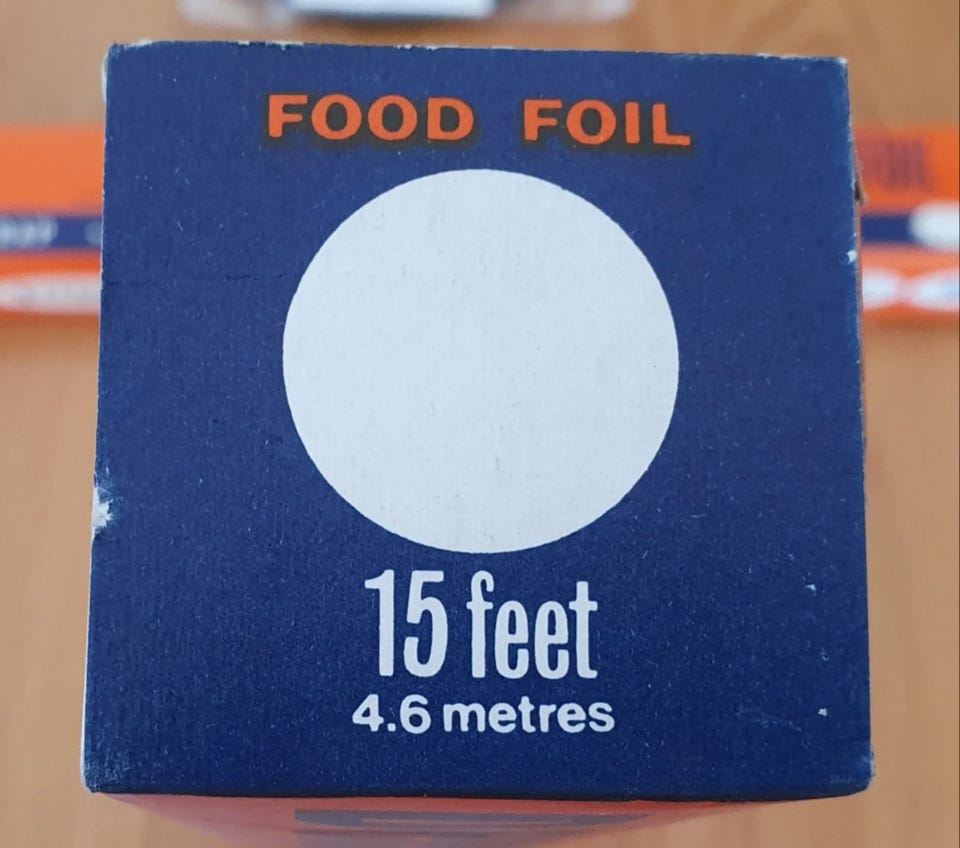 FOOD FOIL
15 feet
4.6 metres